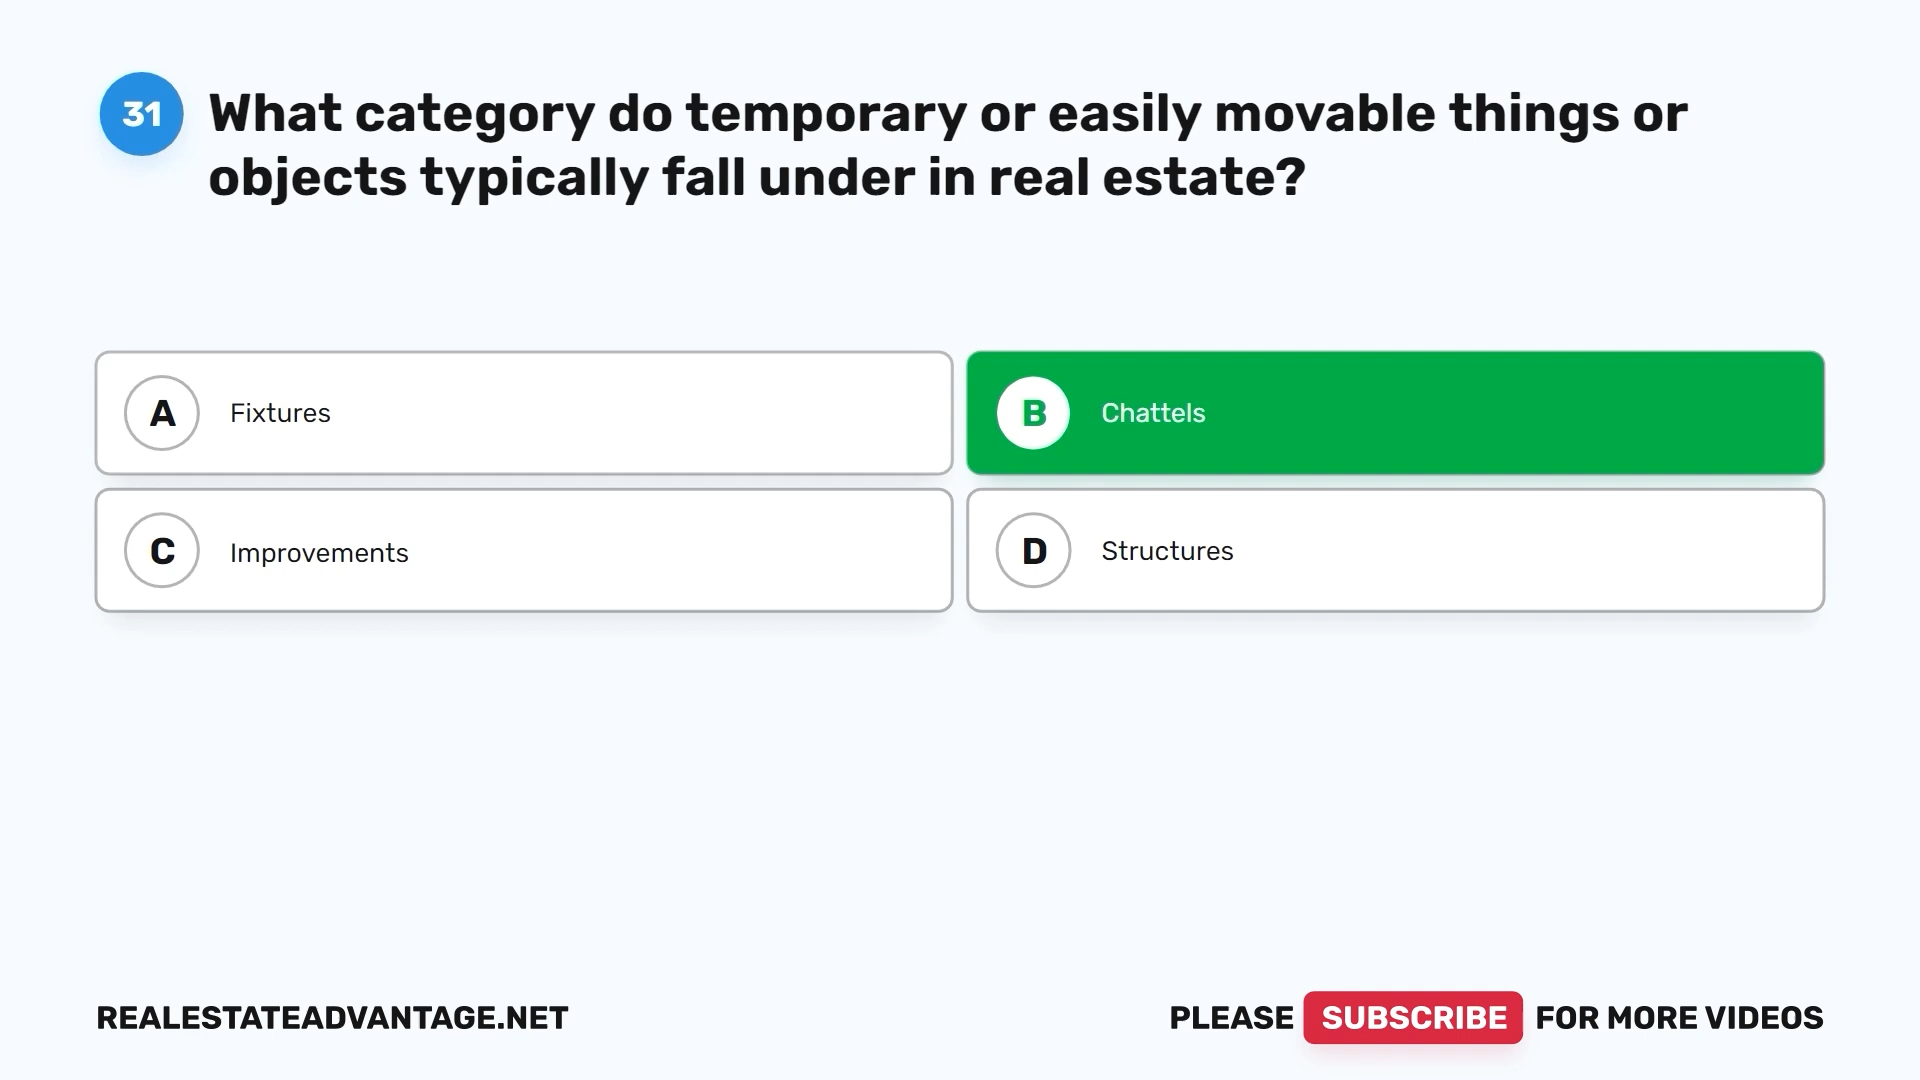 31
What category do temporary or easily movable things or
objects typically fall under in real estate?
A Fixtures
B Chattels
C Improvements
D Structures
REALESTATEADVANTAGE.NET
PLEASE SUBSCRIBE FOR MORE VIDEOS